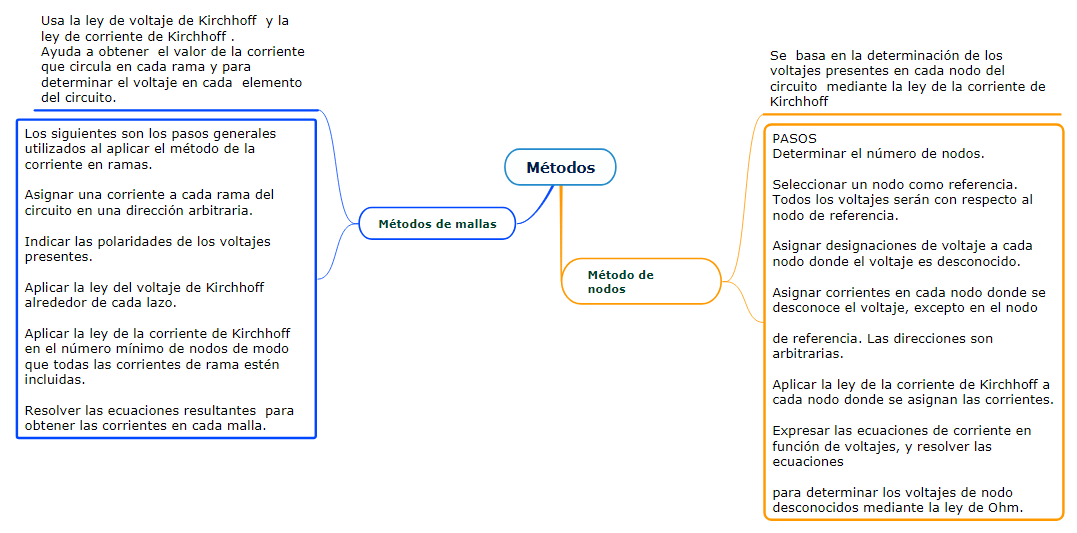 Usa la ley de voltaje de Kirchhoff  y la
ley de corriente de Kirchhoff .
Ayuda a obtener  el valor de la corriente
que circula en cada rama y para
determinar el voltaje en cada  elemento
del circuito.
Los siguientes son los pasos generales
utilizados al aplicar el método de la
corriente en ramas.
Asignar una corriente a cada rama del
circuito en una dirección arbitraria.
Indicar las polaridades de los voltajes
presentes.
Aplicar la ley del voltaje de Kirchhoff
alrededor de cada lazo.
Aplicar la ley de la corriente de Kirchhoff
en el número mínimo de nodos de modo
que todas las corrientes de rama estén
incluidas.
Resolver las ecuaciones resultantes  para
obtener las corrientes en cada malla.
Métodos
Métodos de mallas
Método de
nodos
Se  basa en la determinación de los
voltajes presentes en cada nodo del
circuito  mediante la ley de la corriente de
Kirchhoff
PASOS
Determinar el número de nodos.
Seleccionar un nodo como referencia.
Todos los voltajes serán con respecto al
nodo de referencia.
Asignar designaciones de voltaje a cada
nodo donde el voltaje es desconocido.
Asignar corrientes en cada nodo donde se
desconoce el voltaje, excepto en el nodo
de referencia. Las direcciones son
arbitrarias.
Aplicar la ley de la corriente de Kirchhoff a
cada nodo donde se asignan las corrientes.
Expresar las ecuaciones de corriente en
función de voltajes, y resolver las
ecuaciones
para determinar los voltajes de nodo
desconocidos mediante la ley de Ohm.